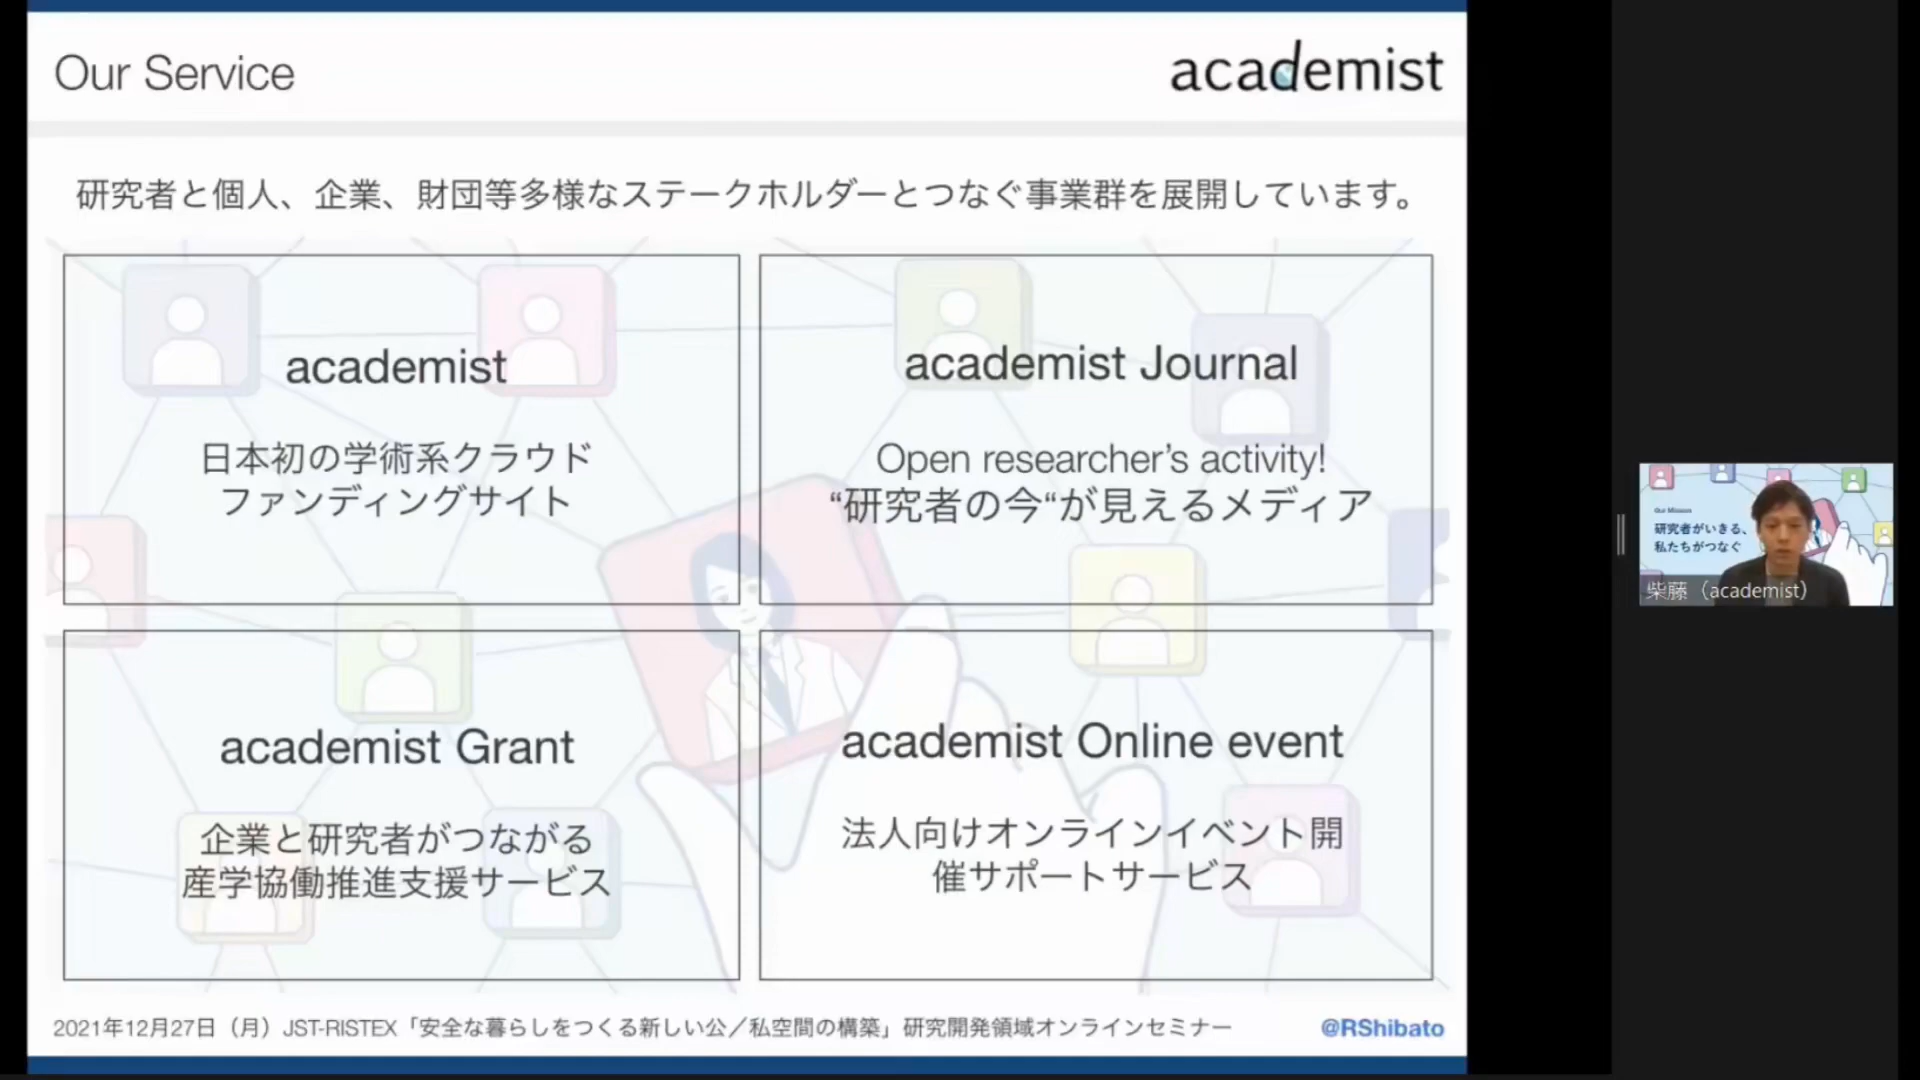 Our Service
academist
研究者と個人、企業、財団等多様なステークホルダーとつなぐ事業群を展開しています。
academist
日本初の学術系クラウド
ファンディングサイト
academist Journal
Open researcher’s activity!
“研究者の今“が見えるメディア
academist Grant
企業と研究者がつながる
産学協働推進支援サービス
academist Online event
法人向けオンラインイベント開
催サポートサービス
2021年12月27日（月）JST-RISTEX「安全な暮らしをつくる新しい公／私空間の構築」研究開発領域オンラインセミナー
@RShibato
Our Mission
研究者がいきる、
私たちがつなぐ
柴藤（academist）